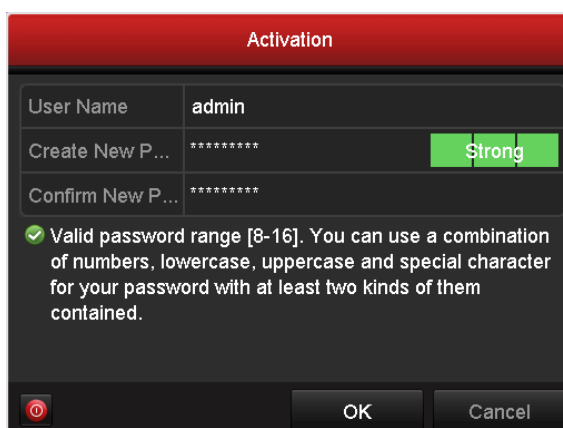 Activation
User Name admin
Create New P... ********* Strong
Confirm New P... *********
Valid password range [8-16]. You can use a combination
of numbers, lowercase, uppercase and special character
for your password with at least two kinds of them
contained.
OK Cancel